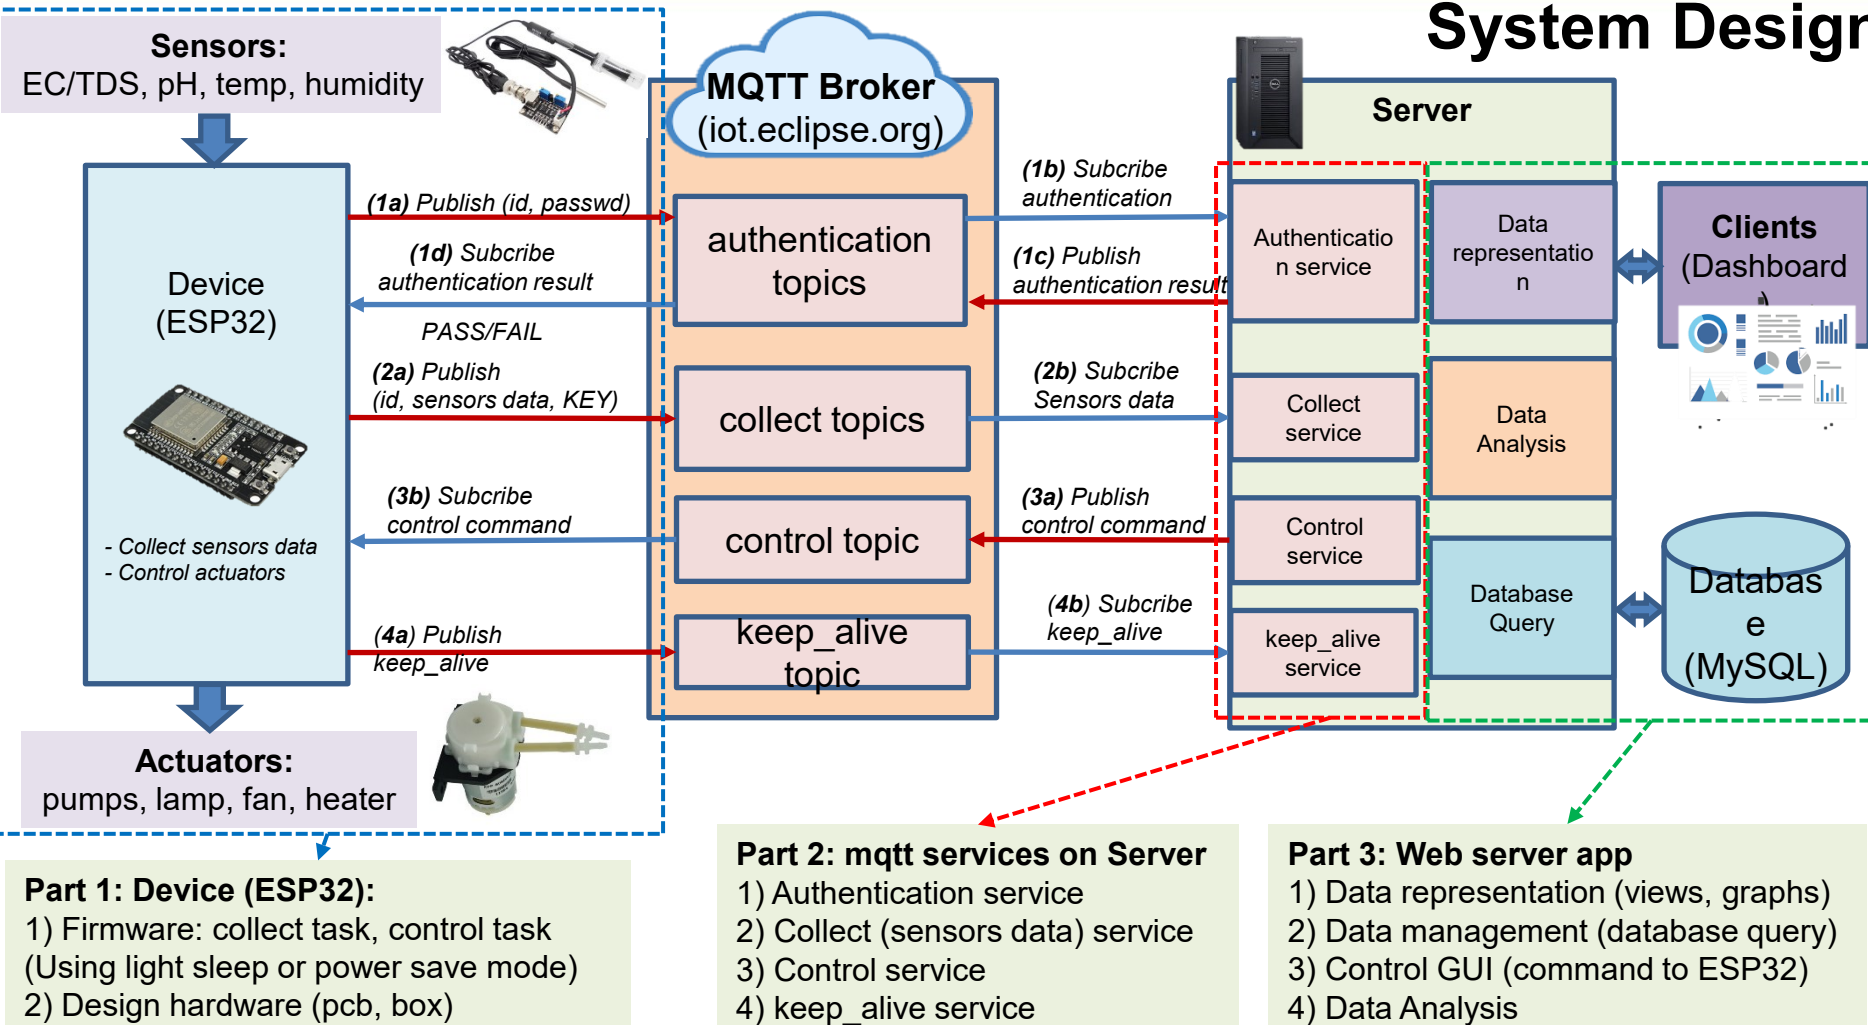 System Design
Sensors:
EC/TDS, pH, temp, humidity
MQTT Broker
(iot.eclipse.org)
Server
Device
(ESP32)
- Collect sensors data
- Control actuators
(1a) Publish (id, passwd)
(1d) Subcribe
authentication result
PASS/FAIL
(2a) Publish
(id, sensors data, KEY)
(3b) Subcribe
control command
(4a) Publish
keep_alive
authentication
topics
collect topics
control topic
keep_alive
topic
(1b) Subcribe
authentication
(1c) Publish
authentication result
(2b) Subcribe
Sensors data
(3a) Publish
control command
(4b) Subcribe
keep_alive
Authenticatio
n service
Collect
service
Control
service
keep_alive
service
Data
representatio
n
Data
Analysis
Database
Query
Clients
(Dashboard
)
Databas
e
(MySQL)
Actuators:
pumps, lamp, fan, heater
Part 1: Device (ESP32):
1) Firmware: collect task, control task
(Using light sleep or power save mode)
2) Design hardware (pcb, box)
Part 2: mqtt services on Server
1) Authentication service
2) Collect (sensors data) service
3) Control service
4) keep_alive service
Part 3: Web server app
1) Data representation (views, graphs)
2) Data management (database query)
3) Control GUI (command to ESP32)
4) Data Analysis